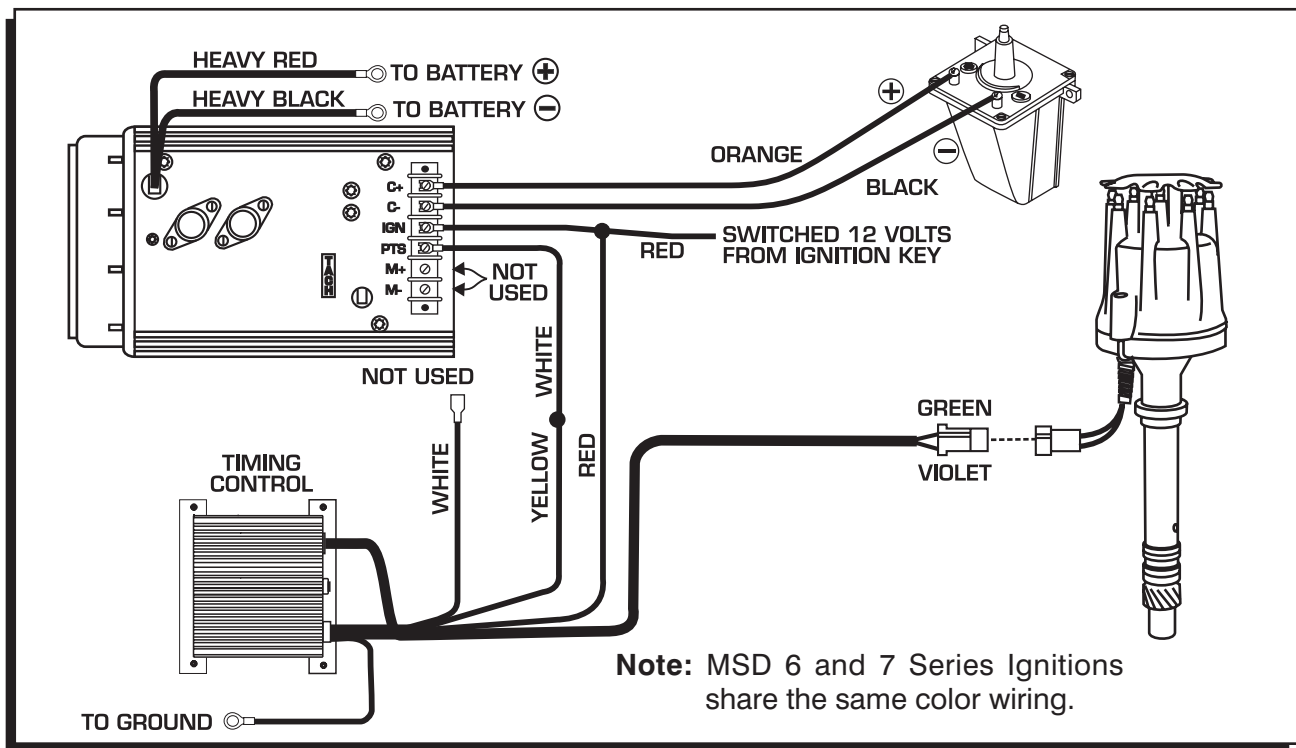 HEAVY RED
TO BATTERY +
HEAVY BLACK
TO BATTERY −
C+
C-
IGN
PTS
M+
M-
TACH
NOT
USED
+
ORANGE
−
BLACK
RED
SWITCHED 12 VOLTS
FROM IGNITION KEY
NOT USED
WHITE
WHITE
YELLOW
RED
GREEN
VIOLET
TIMING
CONTROL
TO GROUND
Note: MSD 6 and 7 Series Ignitions
share the same color wiring.